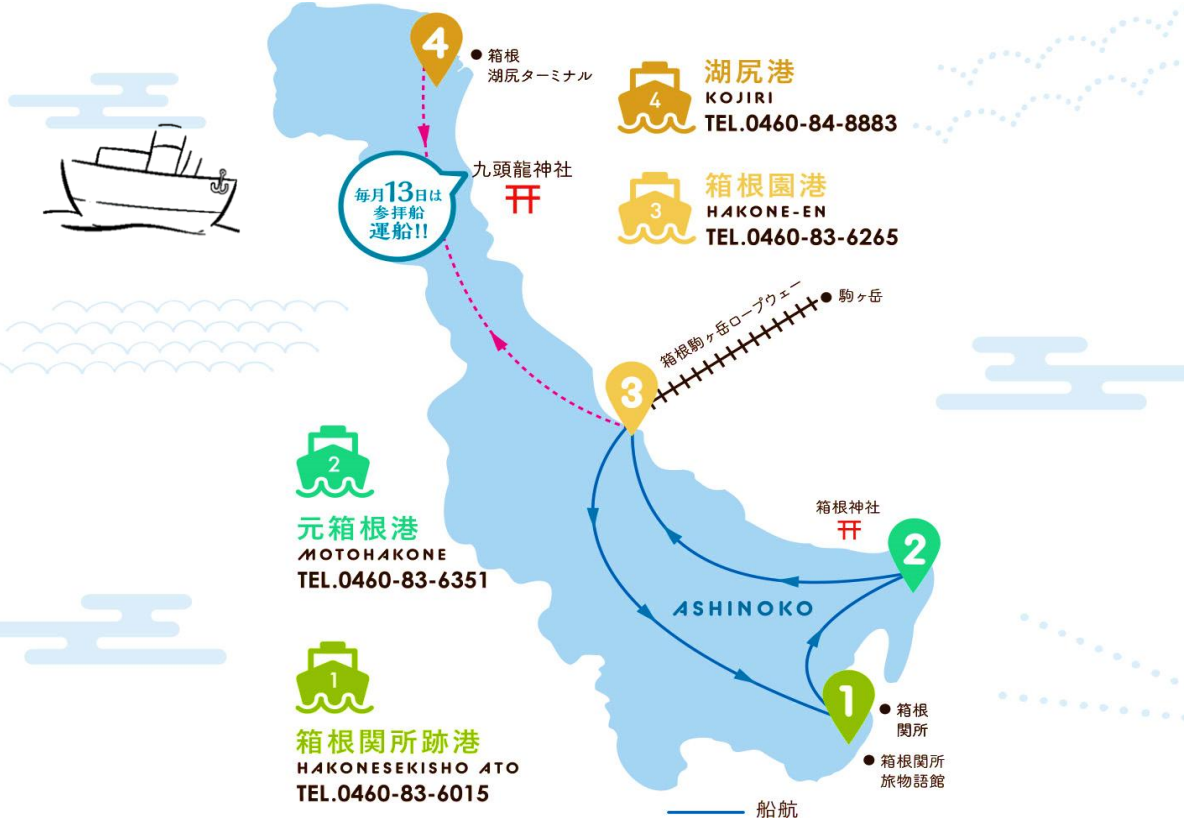 4
箱根
湖尻ターミナル
4
湖尻港
KOJIRI
TEL.0460-84-8883
九頭龍神社
毎月13日は
参拝船
運船!!
3
箱根園港
HAKONE-EN
TEL.0460-83-6265
箱根駒ヶ岳ロープウェー
駒ヶ岳
3
2
元箱根港
MOTOHAKONE
TEL.0460-83-6351
箱根神社
2
ASHINOKO
1
箱根関所跡港
HAKONESEKISHO ATO
TEL.0460-83-6015
1
箱根
関所
箱根関所
旅物語館
船航